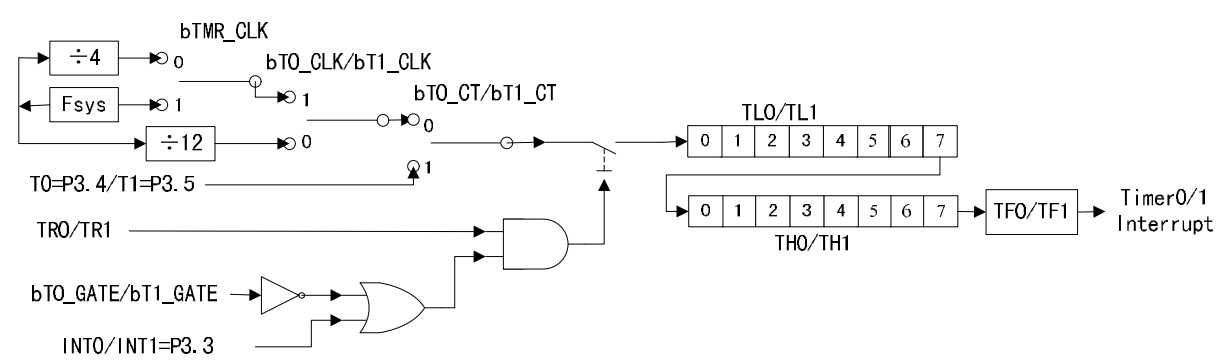 bTMR_CLK
÷4
0
bT0_CLK/bT1_CLK
Fsys
1
1
bT0_CT/bT1_CT
÷12
0
0
TL0/TL1
0 1 2 3 4 5 6 7
T0=P3.4/T1=P3.5
1
0 1 2 3 4 5 6 7
TF0/TF1
Timer0/1
Interrupt
TH0/TH1
TR0/TR1
bT0_GATE/bT1_GATE
INT0/INT1=P3.3